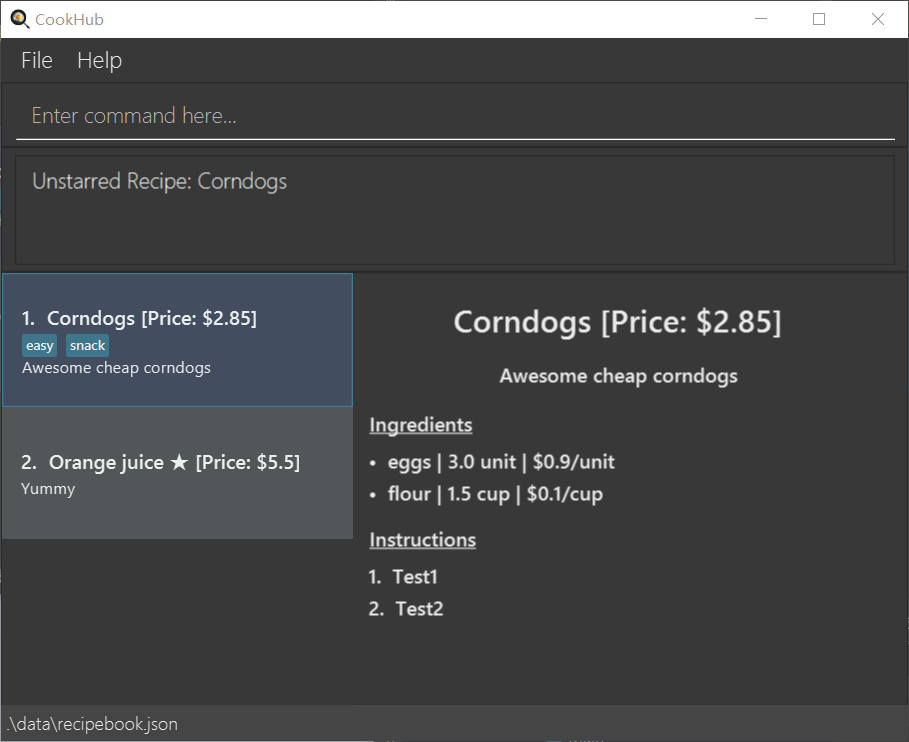 CookHub
File Help
Enter command here...
Unstarred Recipe: Corndogs
1. Corndogs [Price: $2.85]
easy snack
Awesome cheap corndogs
2. Orange juice ★ [Price: $5.5]
Yummy
Corndogs [Price: $2.85]
Awesome cheap corndogs
Ingredients
• eggs | 3.0 unit | $0.9/unit
• flour | 1.5 cup | $0.1/cup
Instructions
1. Test1
2. Test2
.\data\recipebook.json